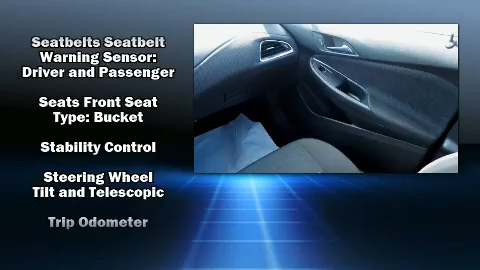 Seatbelts Seatbelt
Warning Sensor:
Driver and Passenger
Seats Front Seat
Type: Bucket
Stability Control
Steering Wheel
Tilt and Telescopic
Trip Odometer